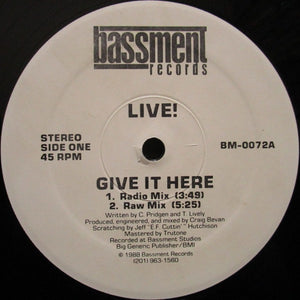 bassment
records
LIVE!
STEREO
SIDE ONE
45 RPM
BM-0072A
GIVE IT HERE
1. Radio Mix (3:49)
2. Raw Mix (5:25)
Written by C. Pridgen and T. Lively
Produced, engineered, and mixed by Craig Bevan
Scratching by Jeff "E.F. Cuttin'" Hutchison
Mastered by Trutone
Recorded at Bassment Studios
Big Generic Publisher/BMI
© 1988 Bassment Records
(201) 963-1560